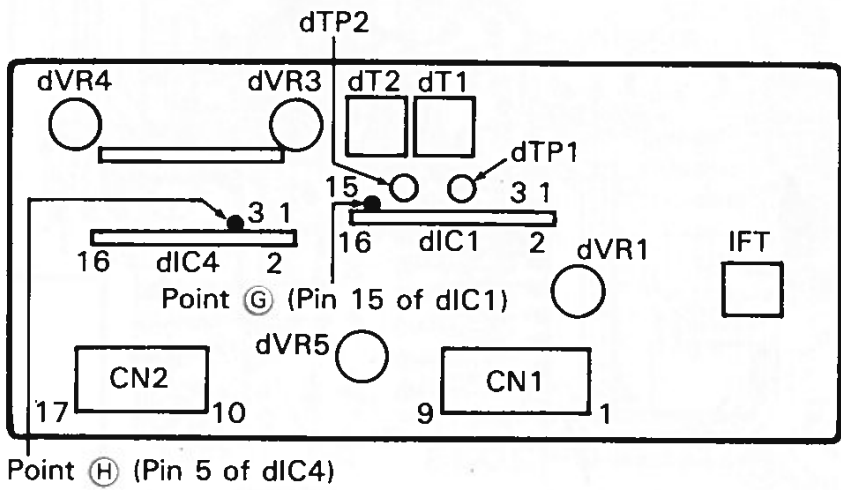 dTP2
dVR4 dVR3 dT2 dT1
dTP1
15 3 1
3 1
16 dIC4 2
16 dIC1 2
dVR1 IFT
Point Ⓖ (Pin 15 of dIC1)
dVR5
CN2 CN1
17 10 9 1
Point Ⓗ (Pin 5 of dIC4)